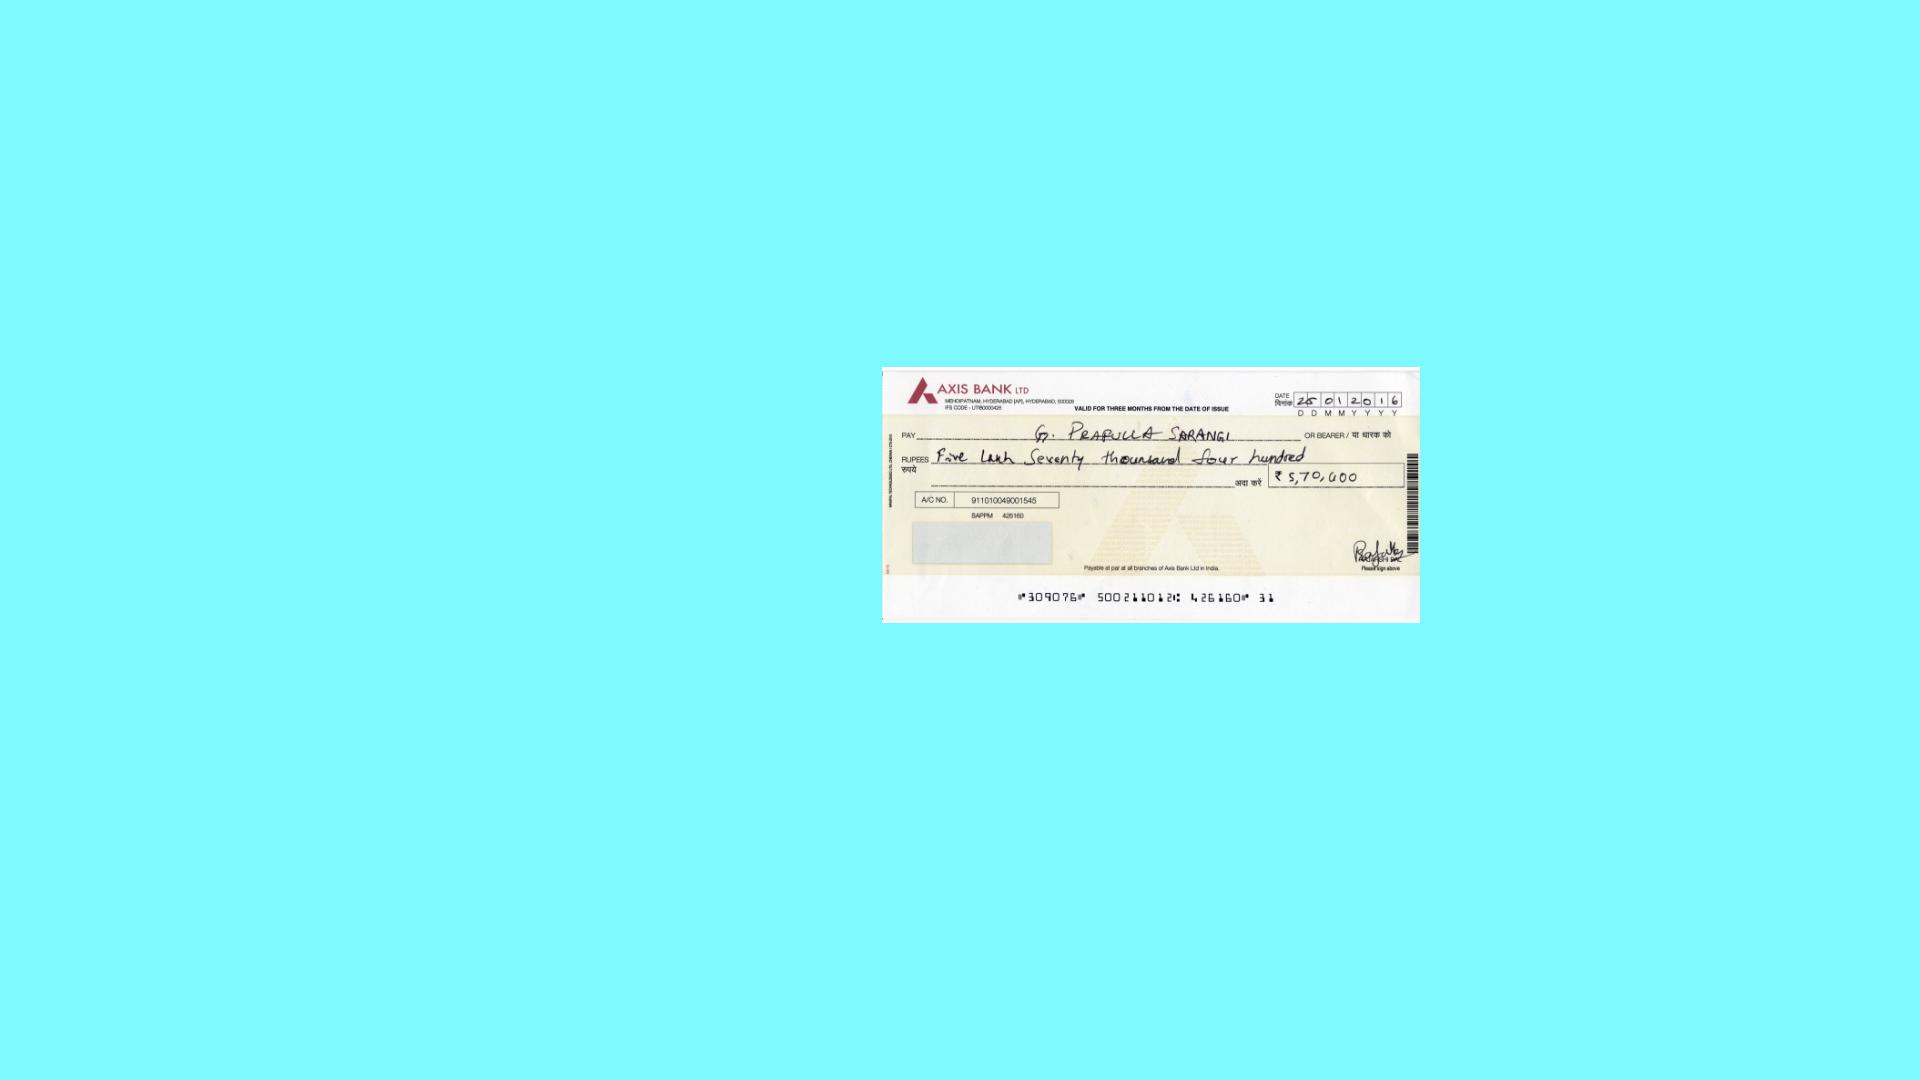 AXIS BANK LTD
MEHDIPATNAM, HYDERABAD [AP], HYDERABAD, 500028
IFS CODE - UTIB0000426
VALID FOR THREE MONTHS FROM THE DATE OF ISSUE
DATE 25 01 2016
दिनांक
D D M M Y Y Y Y
PAY G. PRAFULLA SARANGI OR BEARER / या धारक को
RUPEES Five Lakh Seventy thousand four hundred
रुपये
अदा करें ₹ 5,70,400
A/C NO. 911010049001545
SAPPM 426160
Please sign above
Payable at par at all branches of Axis Bank Ltd in India.
⑈309076⑈ 500211012⑆ 426160⑈ 31